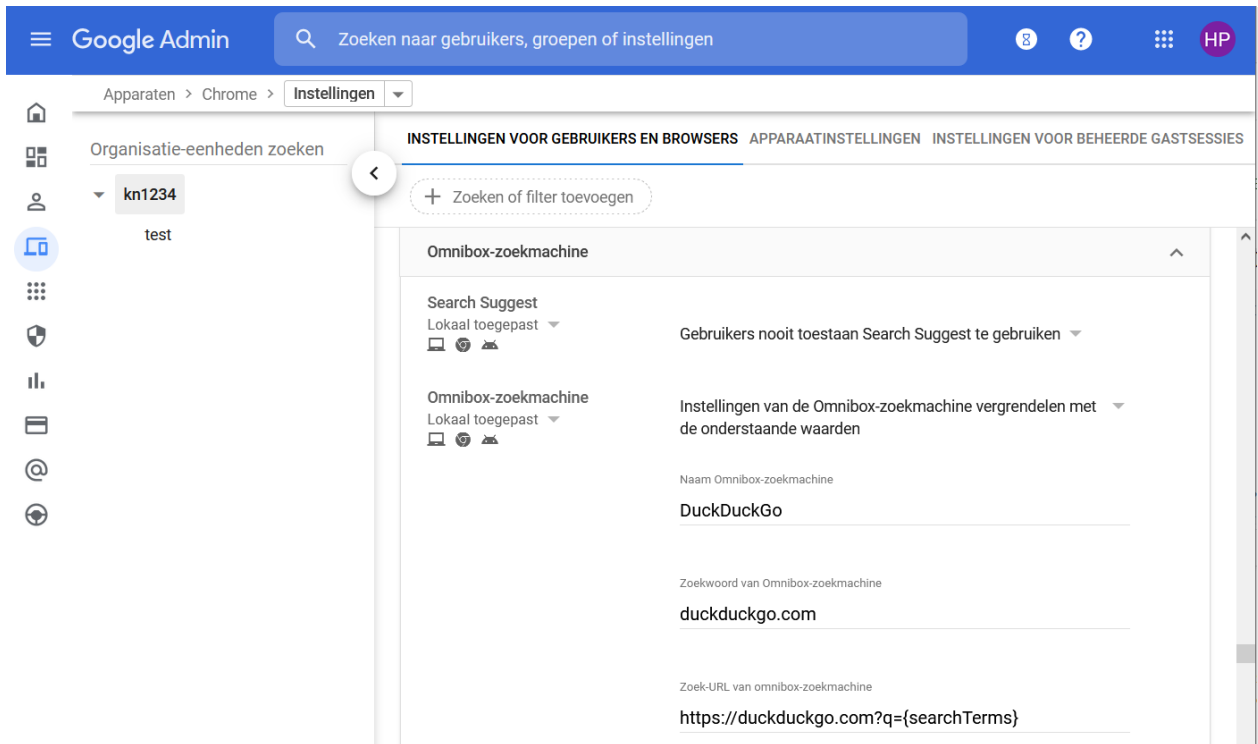 Google Admin
Zoeken naar gebruikers, groepen of instellingen
HP
Apparaten > Chrome > Instellingen
Organisatie-eenheden zoeken
kn1234
test
INSTELLINGEN VOOR GEBRUIKERS EN BROWSERS APPARAATINSTELLINGEN INSTELLINGEN VOOR BEHEERDE GASTSESSIES
Zoeken of filter toevoegen
Omnibox-zoekmachine
Search Suggest
Lokaal toegepast
Gebruikers nooit toestaan Search Suggest te gebruiken
Omnibox-zoekmachine
Lokaal toegepast
Instellingen van de Omnibox-zoekmachine vergrendelen met
de onderstaande waarden
Naam Omnibox-zoekmachine
DuckDuckGo
Zoekwoord van Omnibox-zoekmachine
duckduckgo.com
Zoek-URL van omnibox-zoekmachine
https://duckduckgo.com?q={searchTerms}